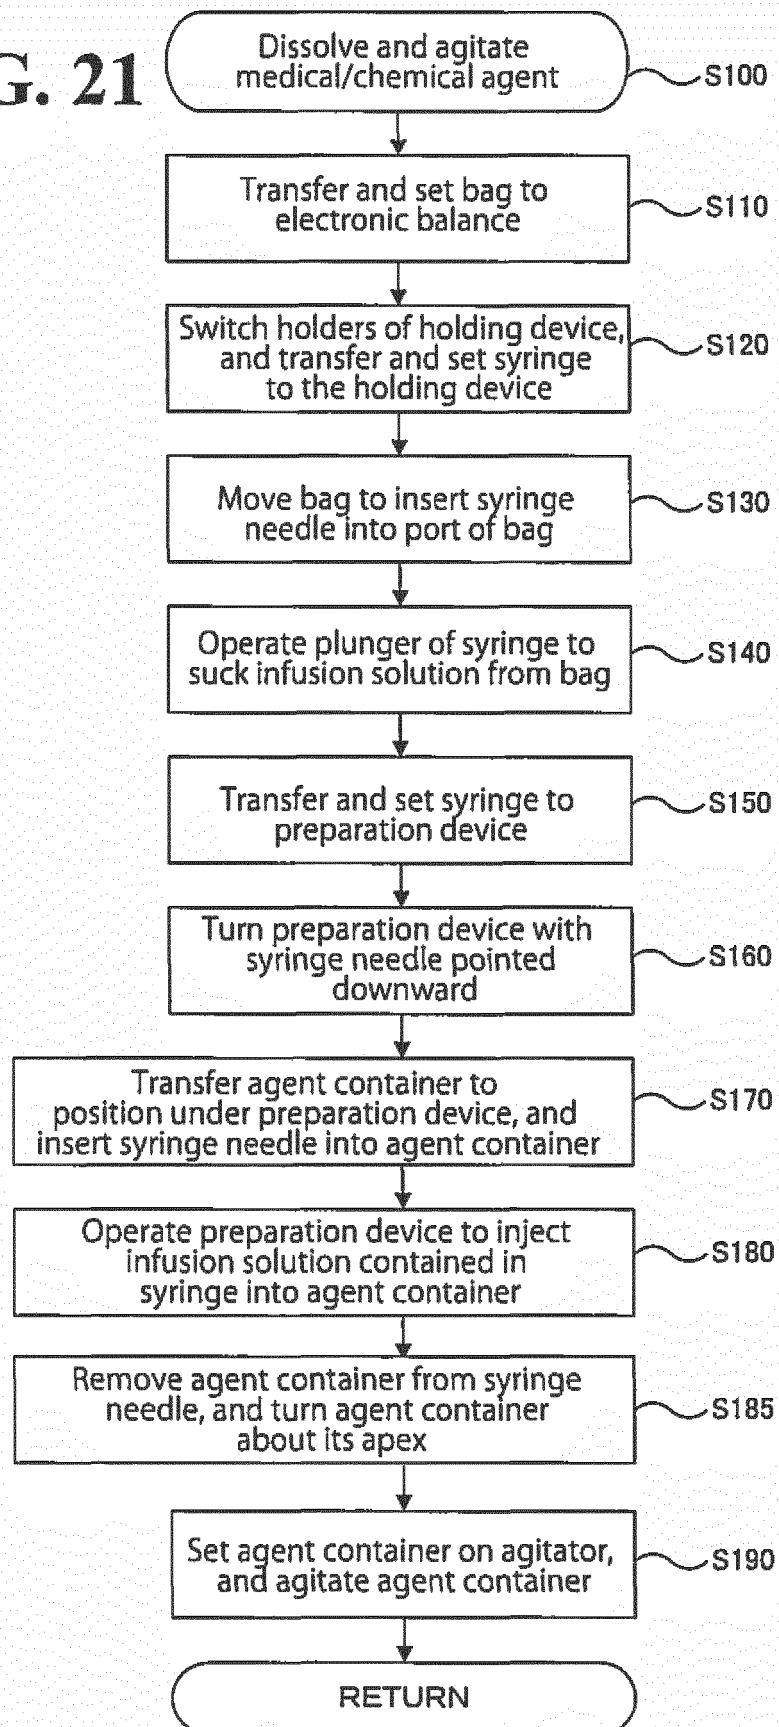 G. 21
Dissolve and agitate
medical/chemical agent
S100
Transfer and set bag to
electronic balance
S110
Switch holders of holding device,
and transfer and set syringe
to the holding device
S120
Move bag to insert syringe
needle into port of bag
S130
Operate plunger of syringe to
suck infusion solution from bag
S140
Transfer and set syringe to
preparation device
S150
Turn preparation device with
syringe needle pointed
downward
S160
Transfer agent container to
position under preparation device, and
insert syringe needle into agent container
S170
Operate preparation device to inject
infusion solution contained in
syringe into agent container
S180
Remove agent container from syringe
needle, and turn agent container
about its apex
S185
Set agent container on agitator,
and agitate agent container
S190
RETURN